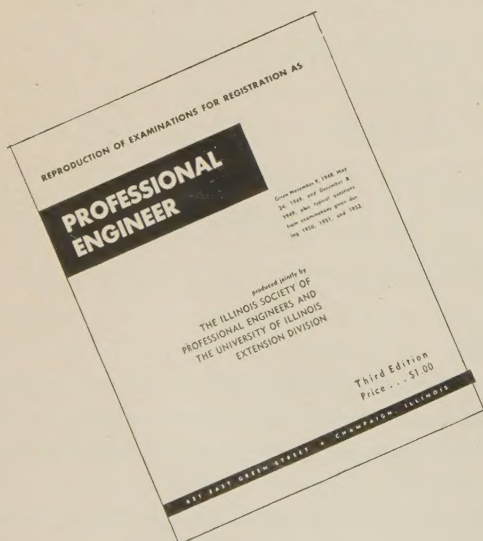 REPRODUCTION OF EXAMINATIONS FOR REGISTRATION AS
PROFESSIONAL
ENGINEER
Given November 9, 1948, May
24, 1949, and December 8
1949, plus typical questions
from examinations given dur-
ing 1950, 1951, and 1952.
produced jointly by
THE ILLINOIS SOCIETY OF
PROFESSIONAL ENGINEERS AND
THE UNIVERSITY OF ILLINOIS
EXTENSION DIVISION
Third Edition
Price . . . $1.00
631 EAST GREEN STREET • CHAMPAIGN, ILLINOIS